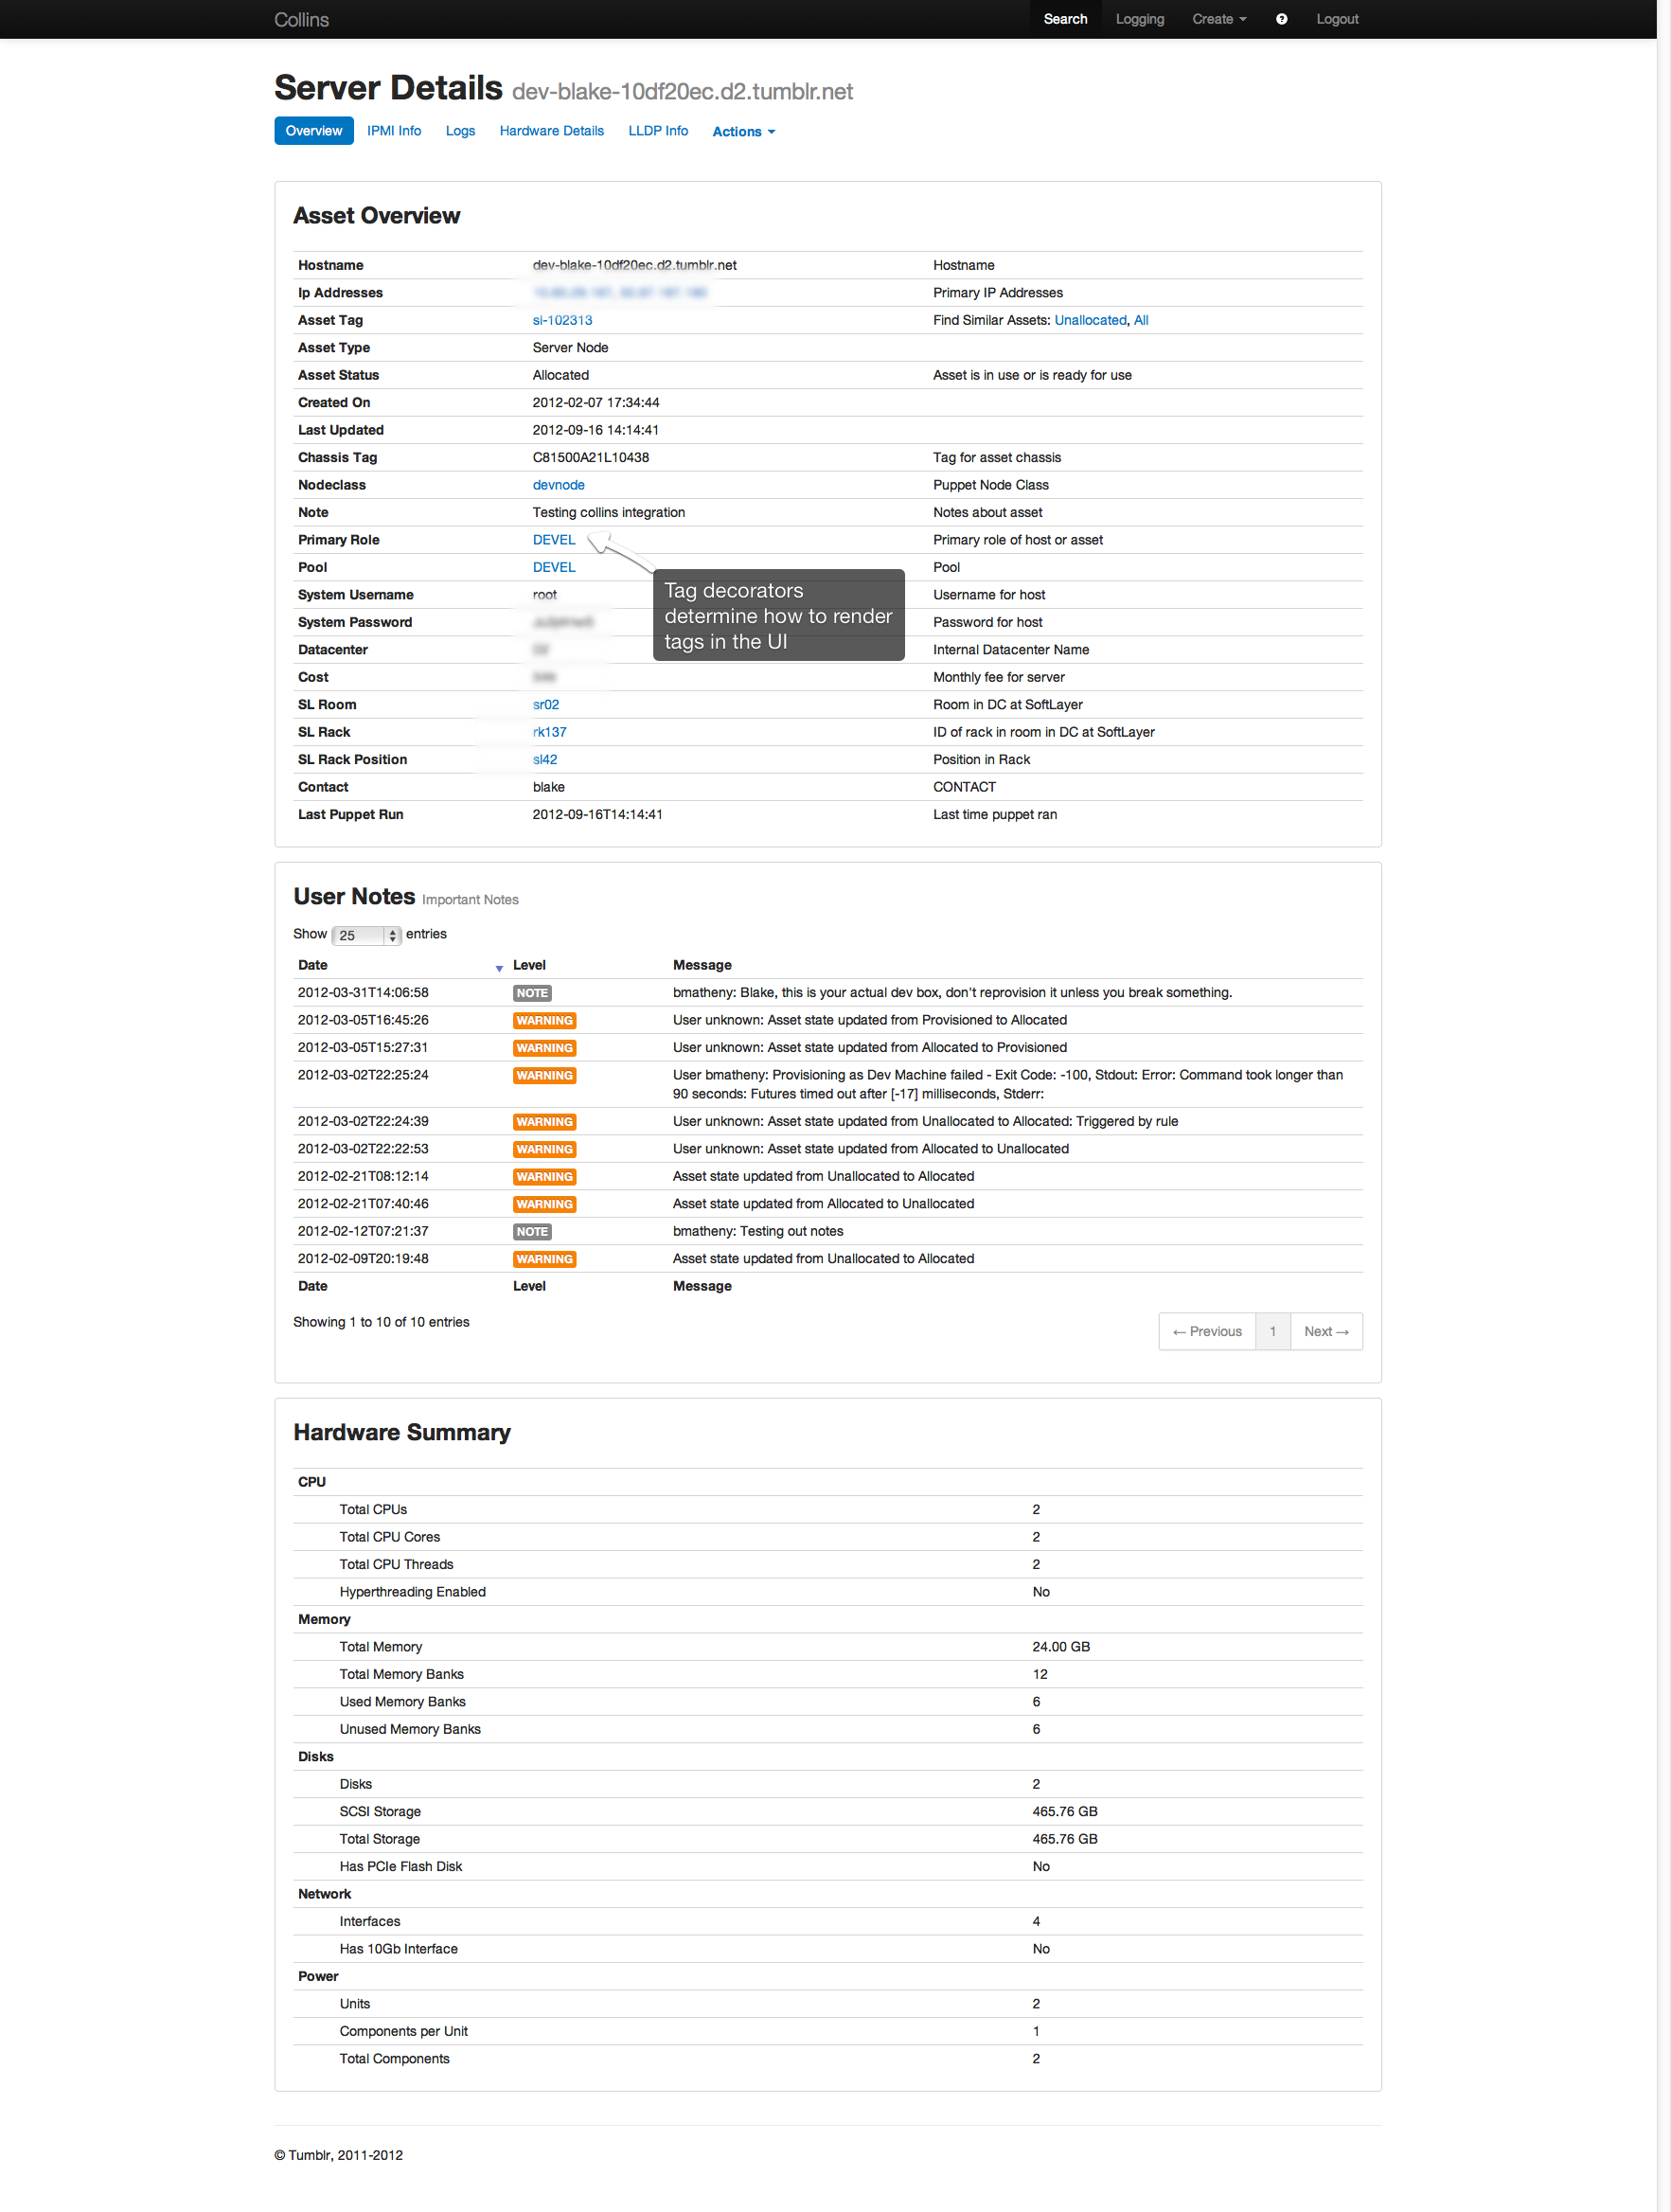 Collins Search Logging Create ? Logout
Server Details dev-blake-10df20ec.d2.tumblr.net
Overview IPMI Info Logs Hardware Details LLDP Info Actions
Asset Overview
Hostname dev-blake-10df20ec.d2.tumblr.net Hostname
Ip Addresses Primary IP Addresses
Asset Tag sl-102313 Find Similar Assets: Unallocated, All
Asset Type Server Node
Asset Status Allocated Asset is in use or is ready for use
Created On 2012-02-07 17:34:44
Last Updated 2012-09-16 14:14:41
Chassis Tag C81500A21L10438 Tag for asset chassis
Nodeclass devnode Puppet Node Class
Note Testing collins integration Notes about asset
Primary Role DEVEL Primary role of host or asset
Pool DEVEL Pool
System Username root Username for host
System Password Password for host
Datacenter Internal Datacenter Name
Cost Monthly fee for server
SL Room sr02 Room in DC at SoftLayer
SL Rack rk137 ID of rack in room in DC at SoftLayer
SL Rack Position sl42 Position in Rack
Contact blake CONTACT
Last Puppet Run 2012-09-16T14:14:41 Last time puppet ran
Tag decorators
determine how to render
tags in the UI
User Notes Important Notes
Show 25 entries
Date Level Message
2012-03-31T14:06:58 NOTE bmatheny: Blake, this is your actual dev box, don't reprovision it unless you break something.
2012-03-05T16:45:26 WARNING User unknown: Asset state updated from Provisioned to Allocated
2012-03-05T15:27:31 WARNING User unknown: Asset state updated from Allocated to Provisioned
2012-03-02T22:25:24 WARNING User bmatheny: Provisioning as Dev Machine failed - Exit Code: -100, Stdout: Error: Command took longer than
90 seconds: Futures timed out after [-17] milliseconds, Stderr:
2012-03-02T22:24:39 WARNING User unknown: Asset state updated from Unallocated to Allocated: Triggered by rule
2012-03-02T22:22:53 WARNING User unknown: Asset state updated from Allocated to Unallocated
2012-02-21T08:12:14 WARNING Asset state updated from Unallocated to Allocated
2012-02-21T07:40:46 WARNING Asset state updated from Allocated to Unallocated
2012-02-12T07:21:37 NOTE bmatheny: Testing out notes
2012-02-09T20:19:48 WARNING Asset state updated from Unallocated to Allocated
Date Level Message
Showing 1 to 10 of 10 entries
← Previous 1 Next →
Hardware Summary
CPU
Total CPUs 2
Total CPU Cores 2
Total CPU Threads 2
Hyperthreading Enabled No
Memory
Total Memory 24.00 GB
Total Memory Banks 12
Used Memory Banks 6
Unused Memory Banks 6
Disks
Disks 2
SCSI Storage 465.76 GB
Total Storage 465.76 GB
Has PCIe Flash Disk No
Network
Interfaces 4
Has 10Gb Interface No
Power
Units 2
Components per Unit 1
Total Components 2
© Tumblr, 2011-2012